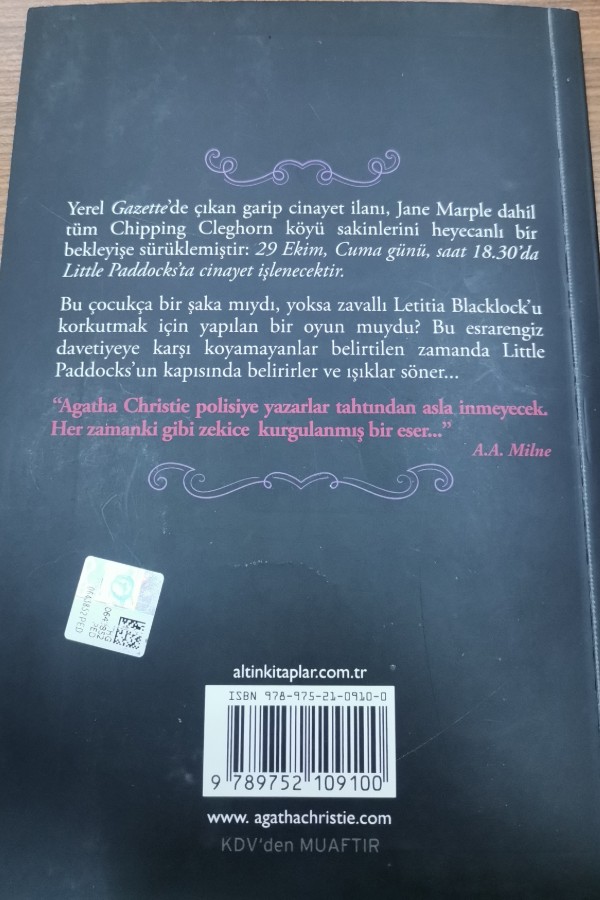 Yerel Gazette'de çıkan garip cinayet ilanı, Jane Marple dahil
tüm Chipping Cleghorn köyü sakinlerini heyecanlı bir
bekleyişe sürüklemiştir: 29 Ekim, Cuma günü, saat 18.30'da
Little Paddocks'ta cinayet işlenecektir.
Bu çocukça bir şaka mıydı, yoksa zavallı Letitia Blacklock'u
korkutmak için yapılan bir oyun muydu? Bu esrarengiz
davetiyeye karşı koyamayanlar belirtilen zamanda Little
Paddocks'un kapısında belirirler ve ışıklar söner...
"Agatha Christie polisiye yazarlar tahtından asla inmeyecek.
Her zamanki gibi zekice kurgulanmış bir eser..."
A.A. Milne
altinkitaplar.com.tr
ISBN 978-975-21-0910-0
9 789752 109100
www. agathachristie.com
KDV'den MUAFTIR